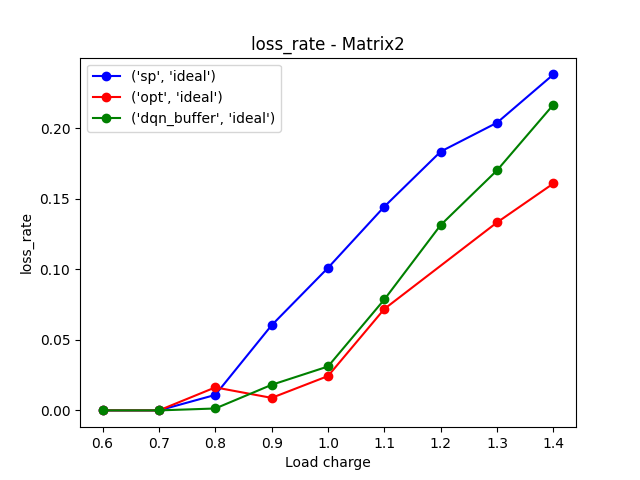 loss_rate - Matrix2
('sp', 'ideal')
('opt', 'ideal')
('dqn_buffer', 'ideal')
loss_rate
0.20
0.15
0.10
0.05
0.00
0.6 0.7 0.8 0.9 1.0 1.1 1.2 1.3 1.4
Load charge